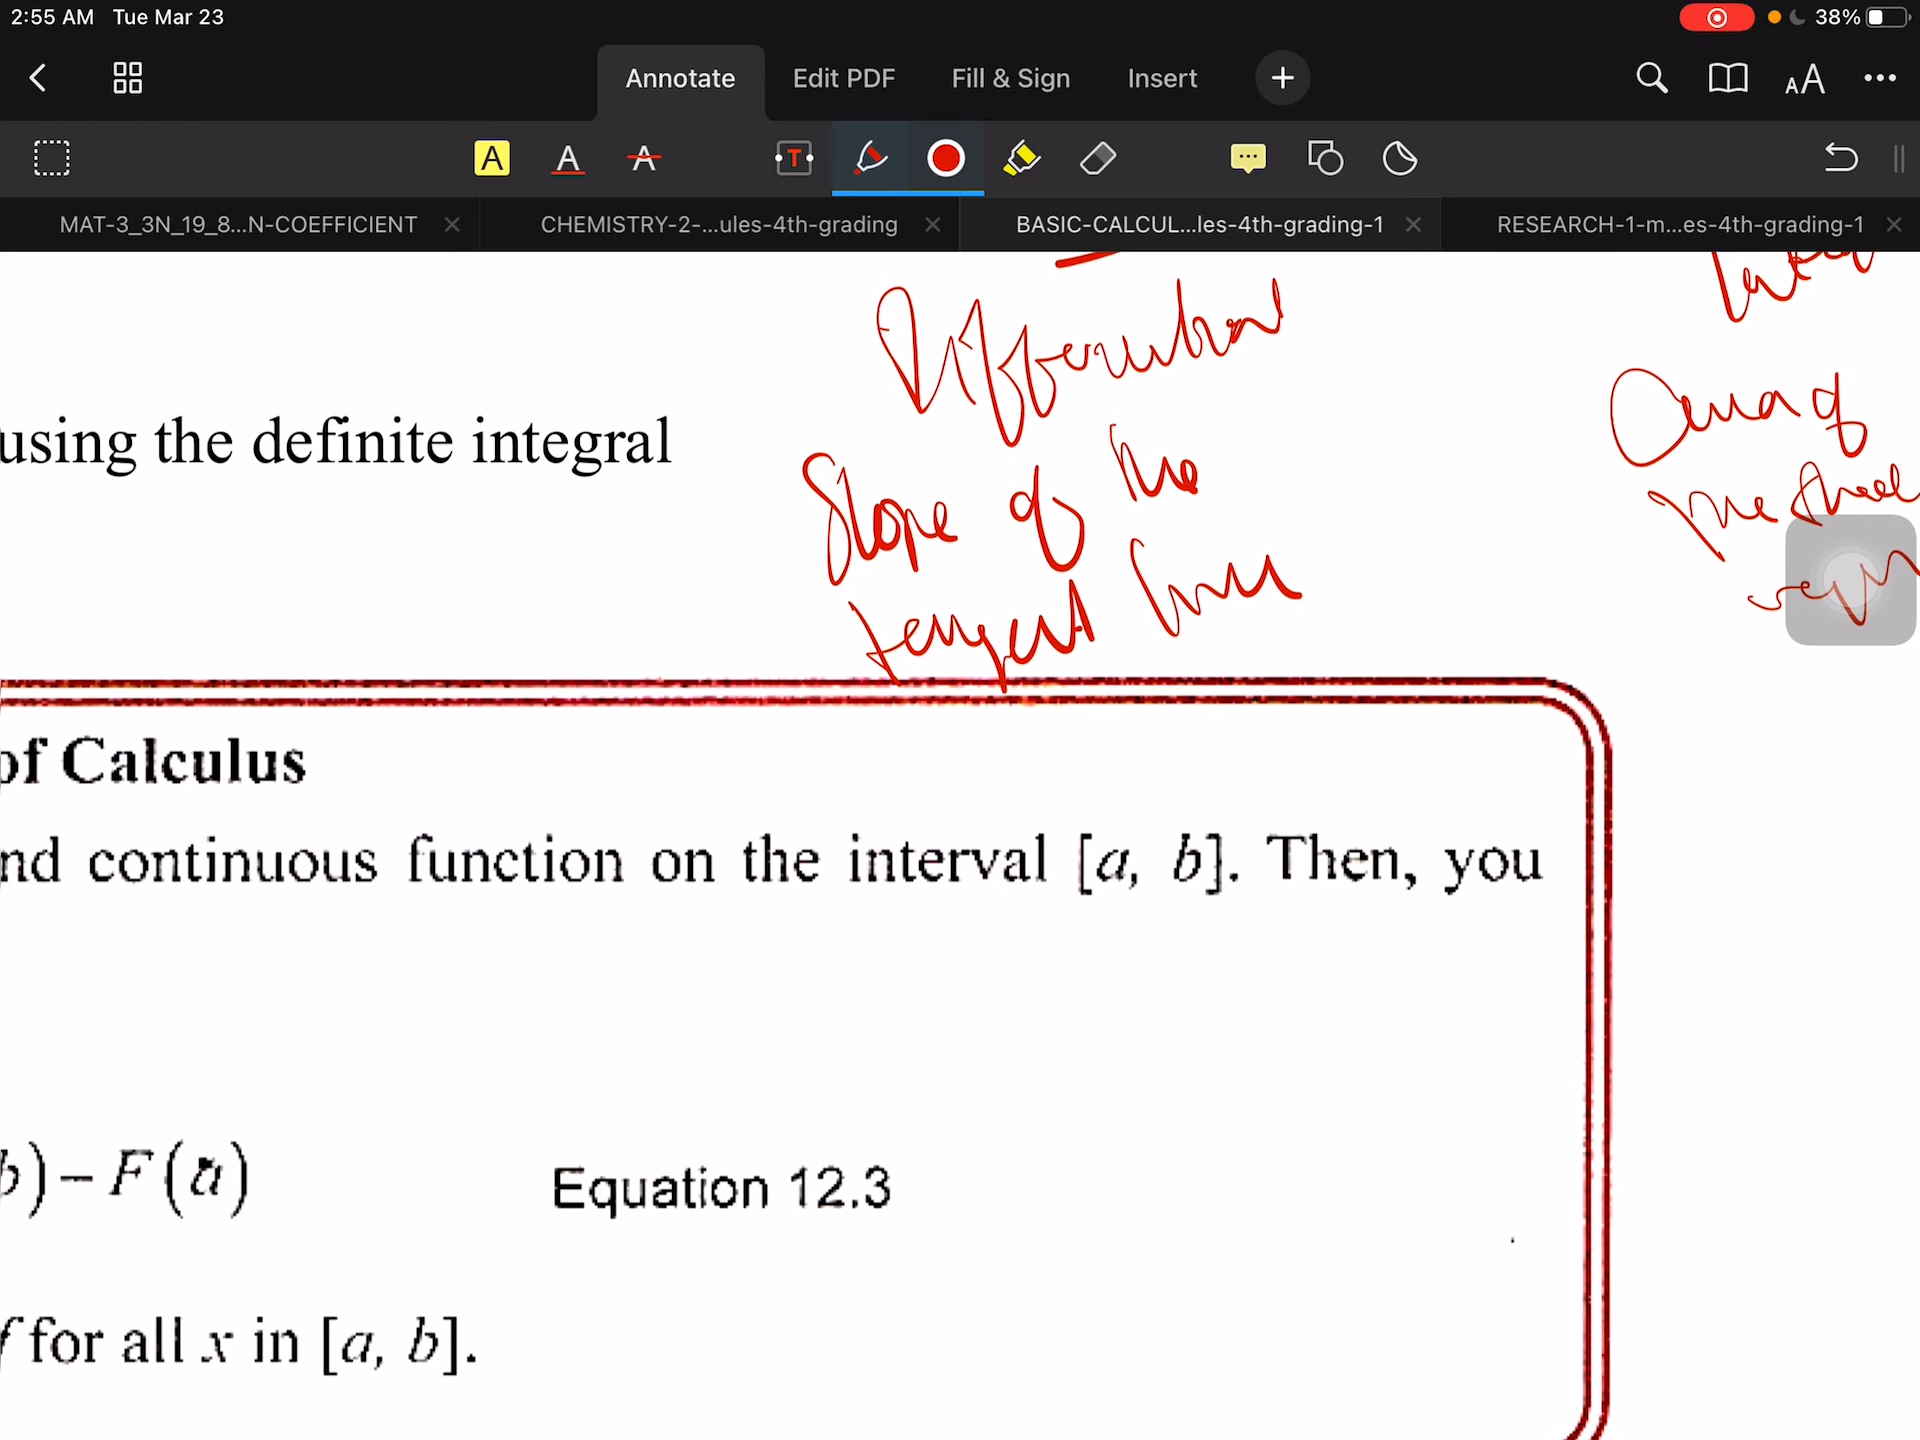 2:55 AM Tue Mar 23
38%
Annotate Edit PDF Fill & Sign Insert
AA
A A A T
MAT-3_3N_19_8...N-COEFFICIENT CHEMISTRY-2-...ules-4th-grading BASIC-CALCUL...les-4th-grading-1 RESEARCH-1-m...es-4th-grading-1
Differential
using the definite integral
Area of
Slope of the
the shad
tangent line
of Calculus
nd continuous function on the interval [a, b]. Then, you
b) – F(a)
Equation 12.3
f for all x in [a, b].